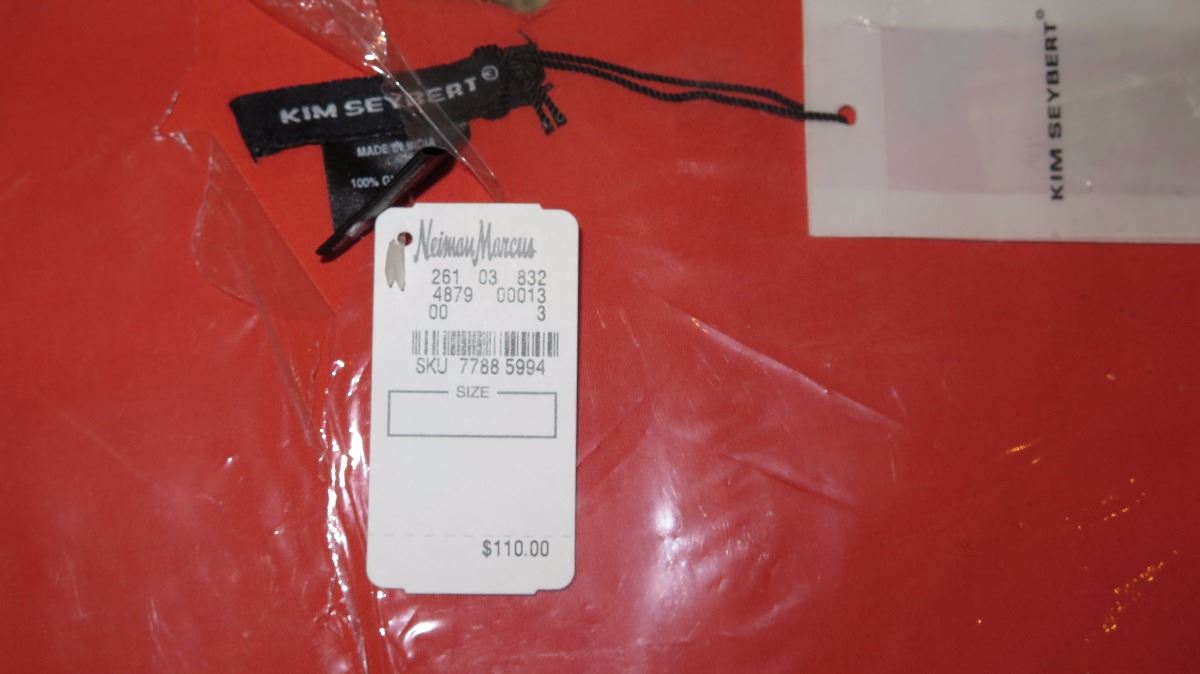 KIM SEYBERT
MADE IN INDIA
100%
KIM SEYBERT®
Neiman Marcus
261 03 832
4879 00013
00 3
SKU 7788 5994
SIZE
$110.00